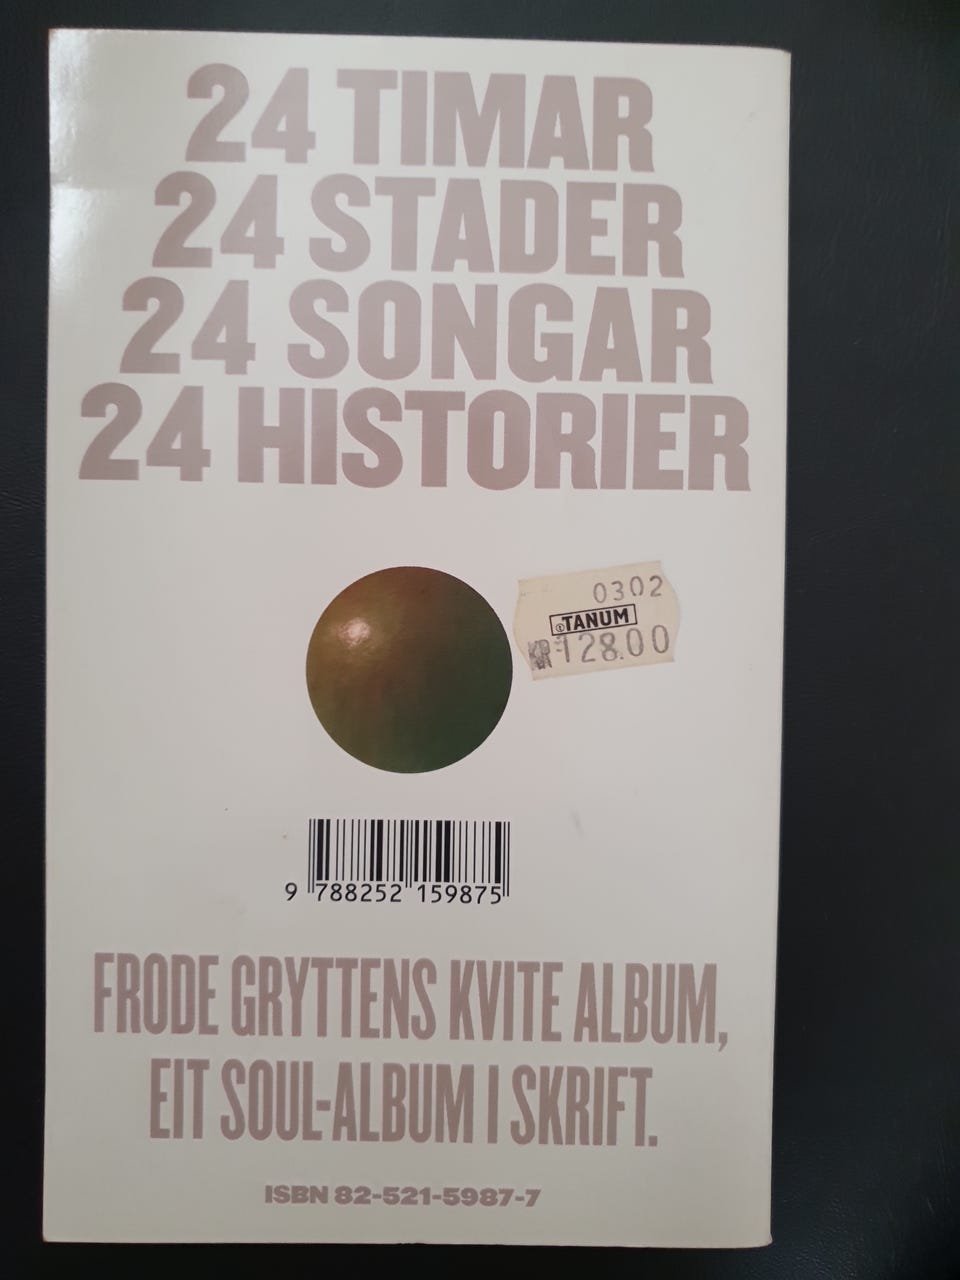 24 TIMAR
24 STADER
24 SONGAR
24 HISTORIER
0302
TANUM
KR 128.00
9 788252 159875
FRODE GRYTTENS KVITE ALBUM,
EIT SOUL-ALBUM I SKRIFT.
ISBN 82-521-5987-7